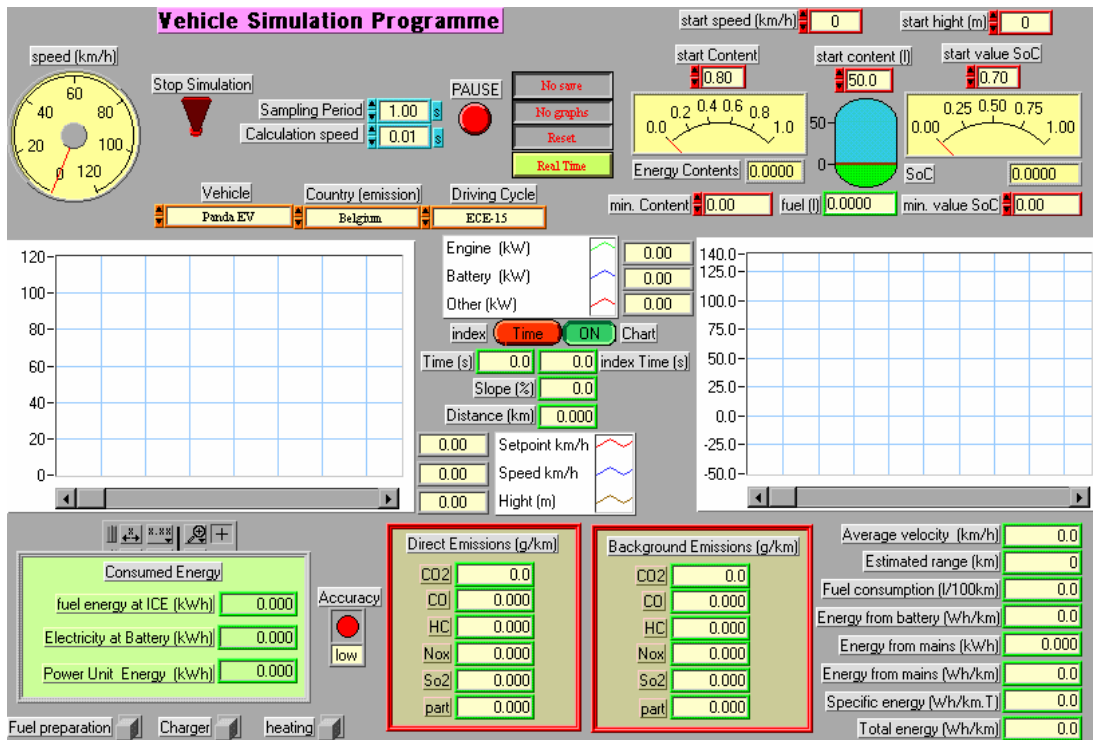 Vehicle Simulation Programme
start speed (km/h) 0
start hight (m) 0
speed (km/h)
0 20 40 60 80 100 120
Stop Simulation
Sampling Period 1.00 s
Calculation speed 0.01 s
PAUSE
No save
No graphs
Reset
Real Time
start Content
0.80
0.0 0.2 0.4 0.6 0.8 1.0
Energy Contents 0.0000
min. Content 0.00
start content (l)
50.0
50
0
fuel (l) 0.0000
start value SoC
0.70
0.00 0.25 0.50 0.75 1.00
SoC 0.0000
min. value SoC 0.00
Vehicle
Panda EV
Country (emission)
Belgium
Driving Cycle
ECE-15
120
100
80
60
40
20
0
Engine (kW) 0.00
Battery (kW) 0.00
Other (kW) 0.00
index Time ON Chart
Time (s) 0.0 0.0 index Time (s)
Slope (%) 0.0
Distance (km) 0.000
0.00 Setpoint km/h
0.00 Speed km/h
0.00 Hight (m)
140.0
125.0
100.0
75.0
50.0
25.0
0.0
-25.0
-50.0
Consumed Energy
fuel energy at ICE (kWh) 0.000
Electricity at Battery (kWh) 0.000
Power Unit Energy (kWh) 0.000
Accuracy
low
Fuel preparation
Charger
heating
Direct Emissions (g/km)
CO2 0.0
CO 0.000
HC 0.000
Nox 0.000
So2 0.000
part 0.000
Background Emissions (g/km)
CO2 0.0
CO 0.000
HC 0.000
Nox 0.000
So2 0.000
part 0.000
Average velocity (km/h) 0.0
Estimated range (km) 0
Fuel consumption (l/100km) 0.0
Energy from battery (Wh/km) 0.0
Energy from mains (kWh) 0.000
Energy from mains (Wh/km) 0.0
Specific energy (Wh/km.T) 0.0
Total energy (Wh/km) 0.0